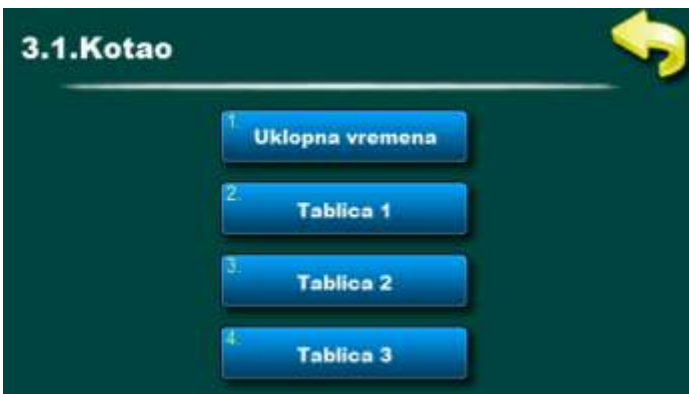 3.1.Kotao
1.
Uklopna vremena
2.
Tablica 1
3.
Tablica 2
4.
Tablica 3